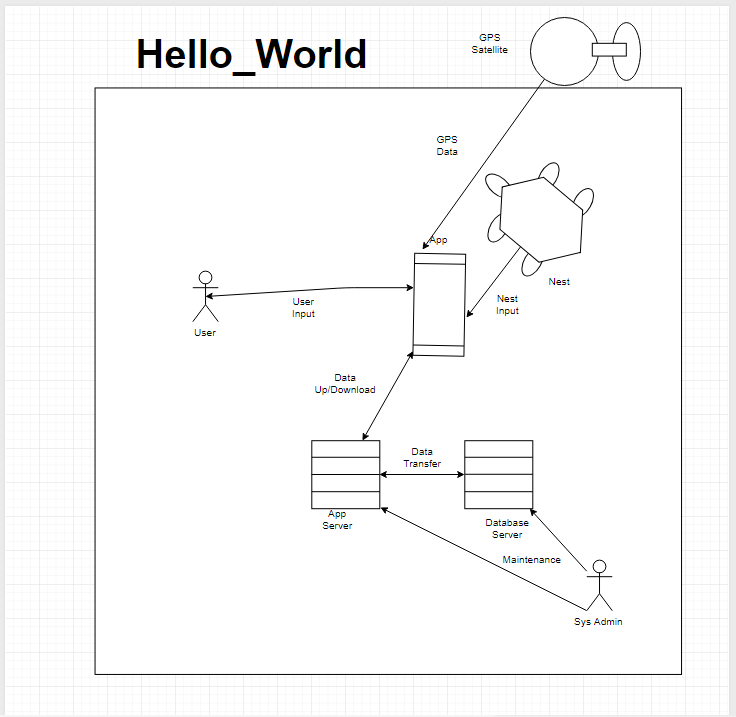 Hello_World
GPS
Satellite
GPS
Data
App
Nest
Nest
Input
User
Input
User
Data
Up/Download
Data
Transfer
App
Server
Database
Server
Maintenance
Sys Admin